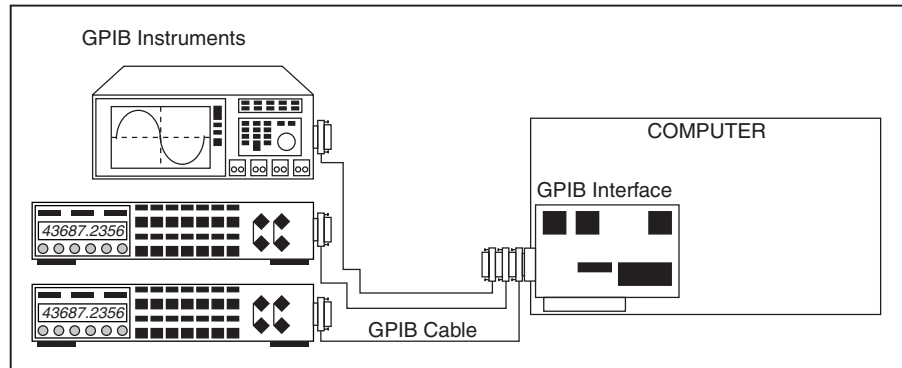 GPIB Instruments
COMPUTER
GPIB Interface
43687.2356
43687.2356
GPIB Cable